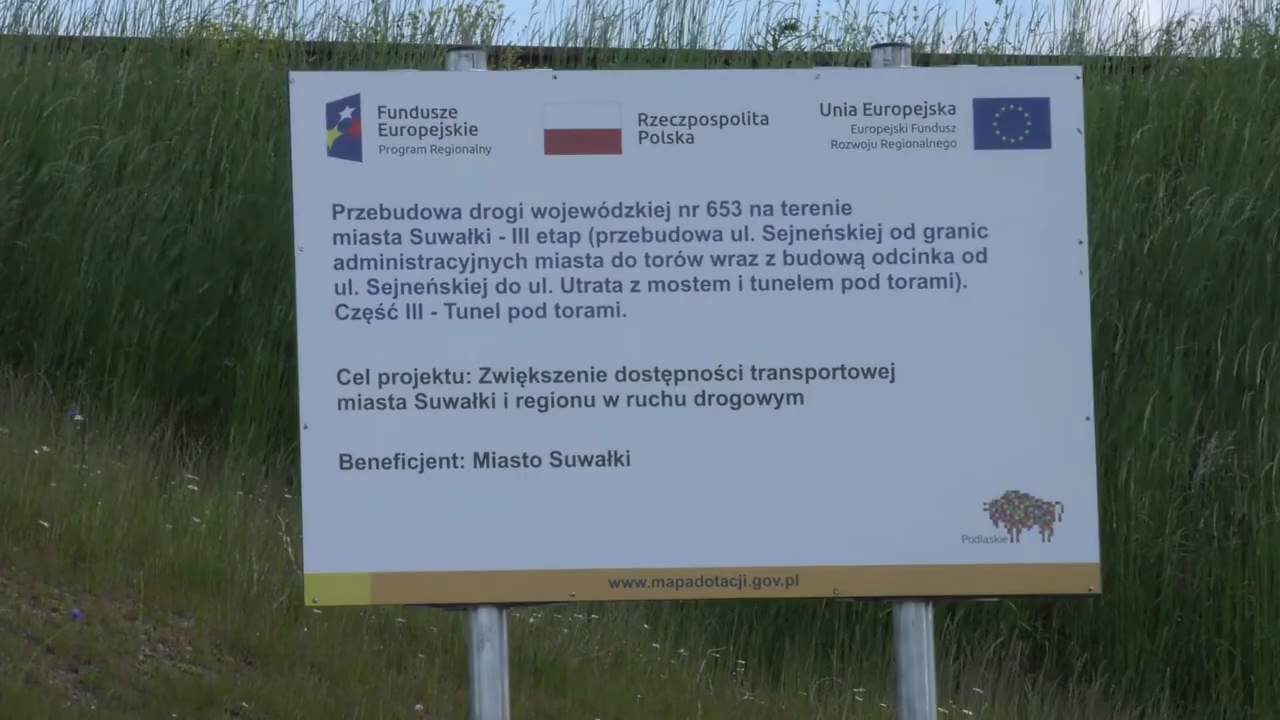 Fundusze
Europejskie
Program Regionalny
Rzeczpospolita
Polska
Unia Europejska
Europejski Fundusz
Rozwoju Regionalnego
Przebudowa drogi wojewódzkiej nr 653 na terenie
miasta Suwałki - III etap (przebudowa ul. Sejneńskiej od granic
administracyjnych miasta do torów wraz z budową odcinka od
ul. Sejneńskiej do ul. Utrata z mostem i tunelem pod torami).
Część III - Tunel pod torami.
Cel projektu: Zwiększenie dostępności transportowej
miasta Suwałki i regionu w ruchu drogowym
Beneficjent: Miasto Suwałki
Podlaskie
www.mapadotacji.gov.pl